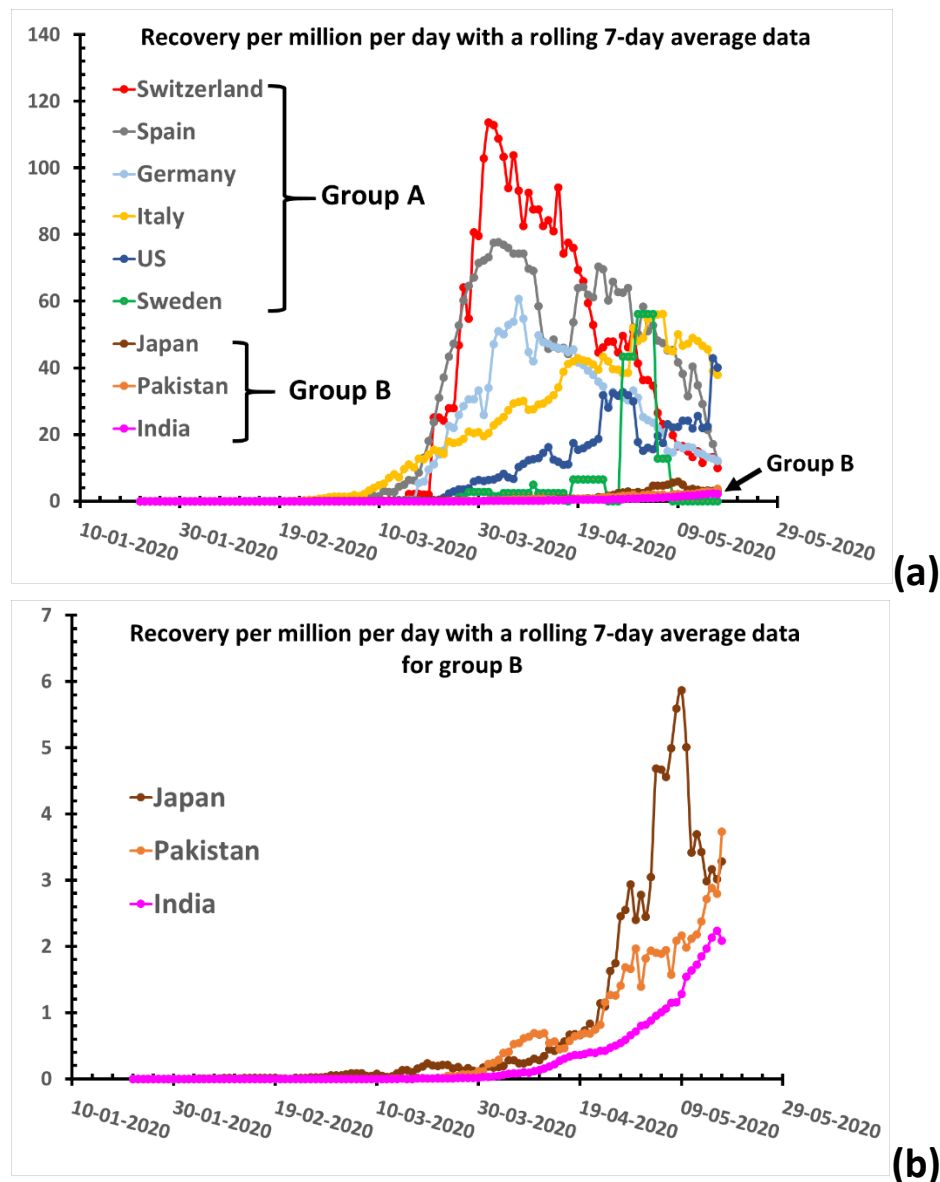 Recovery per million per day with a rolling 7-day average data
140
120
100
80
60
40
20
0
Switzerland
Spain
Germany
Italy
US
Sweden
Japan
Pakistan
India
Group A
Group B
Group B
10-01-2020
30-01-2020
19-02-2020
10-03-2020
30-03-2020
19-04-2020
09-05-2020
29-05-2020
(a)
Recovery per million per day with a rolling 7-day average data
for group B
7
6
5
4
3
2
1
0
Japan
Pakistan
India
10-01-2020
30-01-2020
19-02-2020
10-03-2020
30-03-2020
19-04-2020
09-05-2020
29-05-2020
(b)